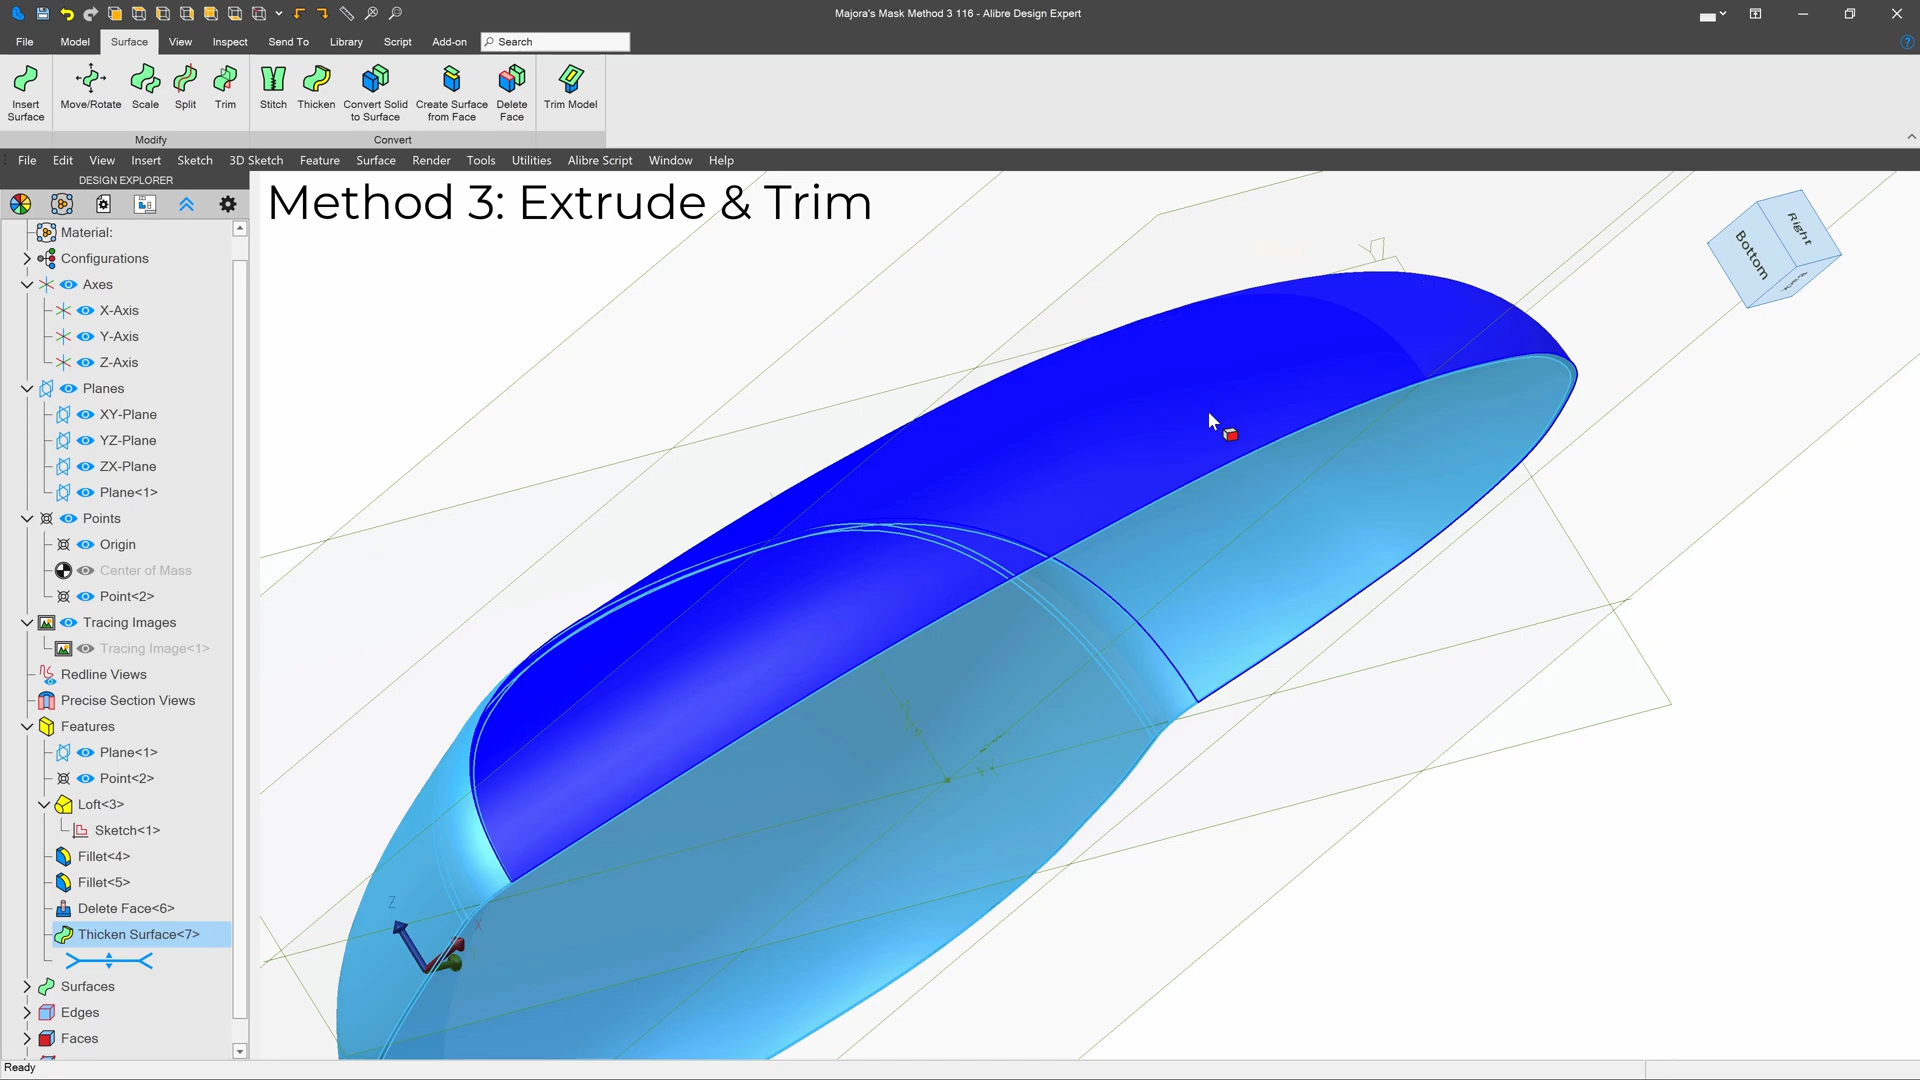 Majora's Mask Method 3 116 - Alibre Design Expert
File Model Surface View Inspect Send To Library Script Add-on Search
Insert Surface
Move/Rotate
Scale
Split
Trim
Stitch
Thicken
Convert Solid to Surface
Create Surface from Face
Delete Face
Trim Model
Modify
Convert
File Edit View Insert Sketch 3D Sketch Feature Surface Render Tools Utilities Alibre Script Window Help
DESIGN EXPLORER
Method 3: Extrude & Trim
Material:
Configurations
Axes
X-Axis
Y-Axis
Z-Axis
Planes
XY-Plane
YZ-Plane
ZX-Plane
Plane<1>
Points
Origin
Center of Mass
Point<2>
Tracing Images
Tracing Image<1>
Redline Views
Precise Section Views
Features
Plane<1>
Point<2>
Loft<3>
Sketch<1>
Fillet<4>
Fillet<5>
Delete Face<6>
Thicken Surface<7>
Surfaces
Edges
Faces
Right
Bottom
Z
X
Ready